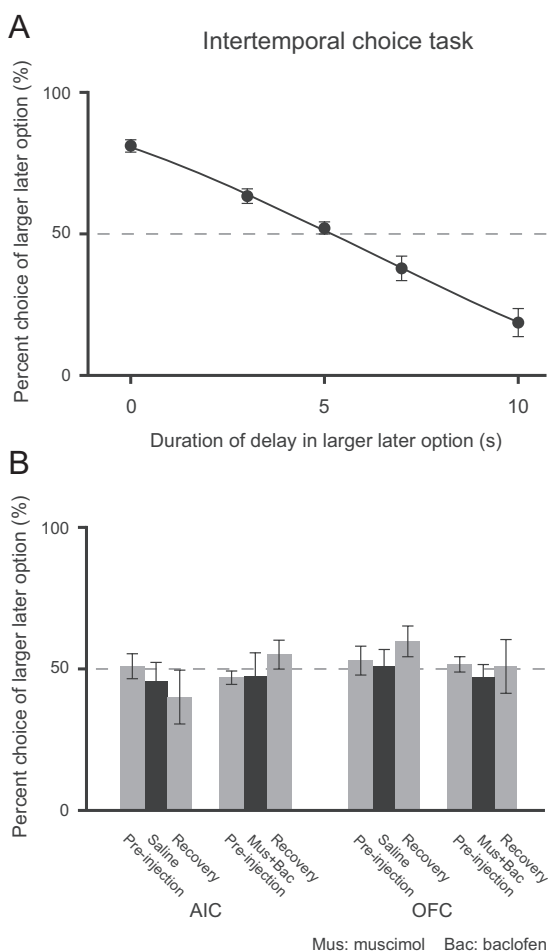 A
Intertemporal choice task
Percent choice of larger later option (%)
100
50
0
0 5 10
Duration of delay in larger later option (s)
B
Percent choice of larger later option (%)
100
50
0
Pre-injection Saline Recovery Pre-injection Mus+Bac Recovery Pre-injection Saline Recovery Pre-injection Mus+Bac Recovery
AIC OFC
Mus: muscimol Bac: baclofen